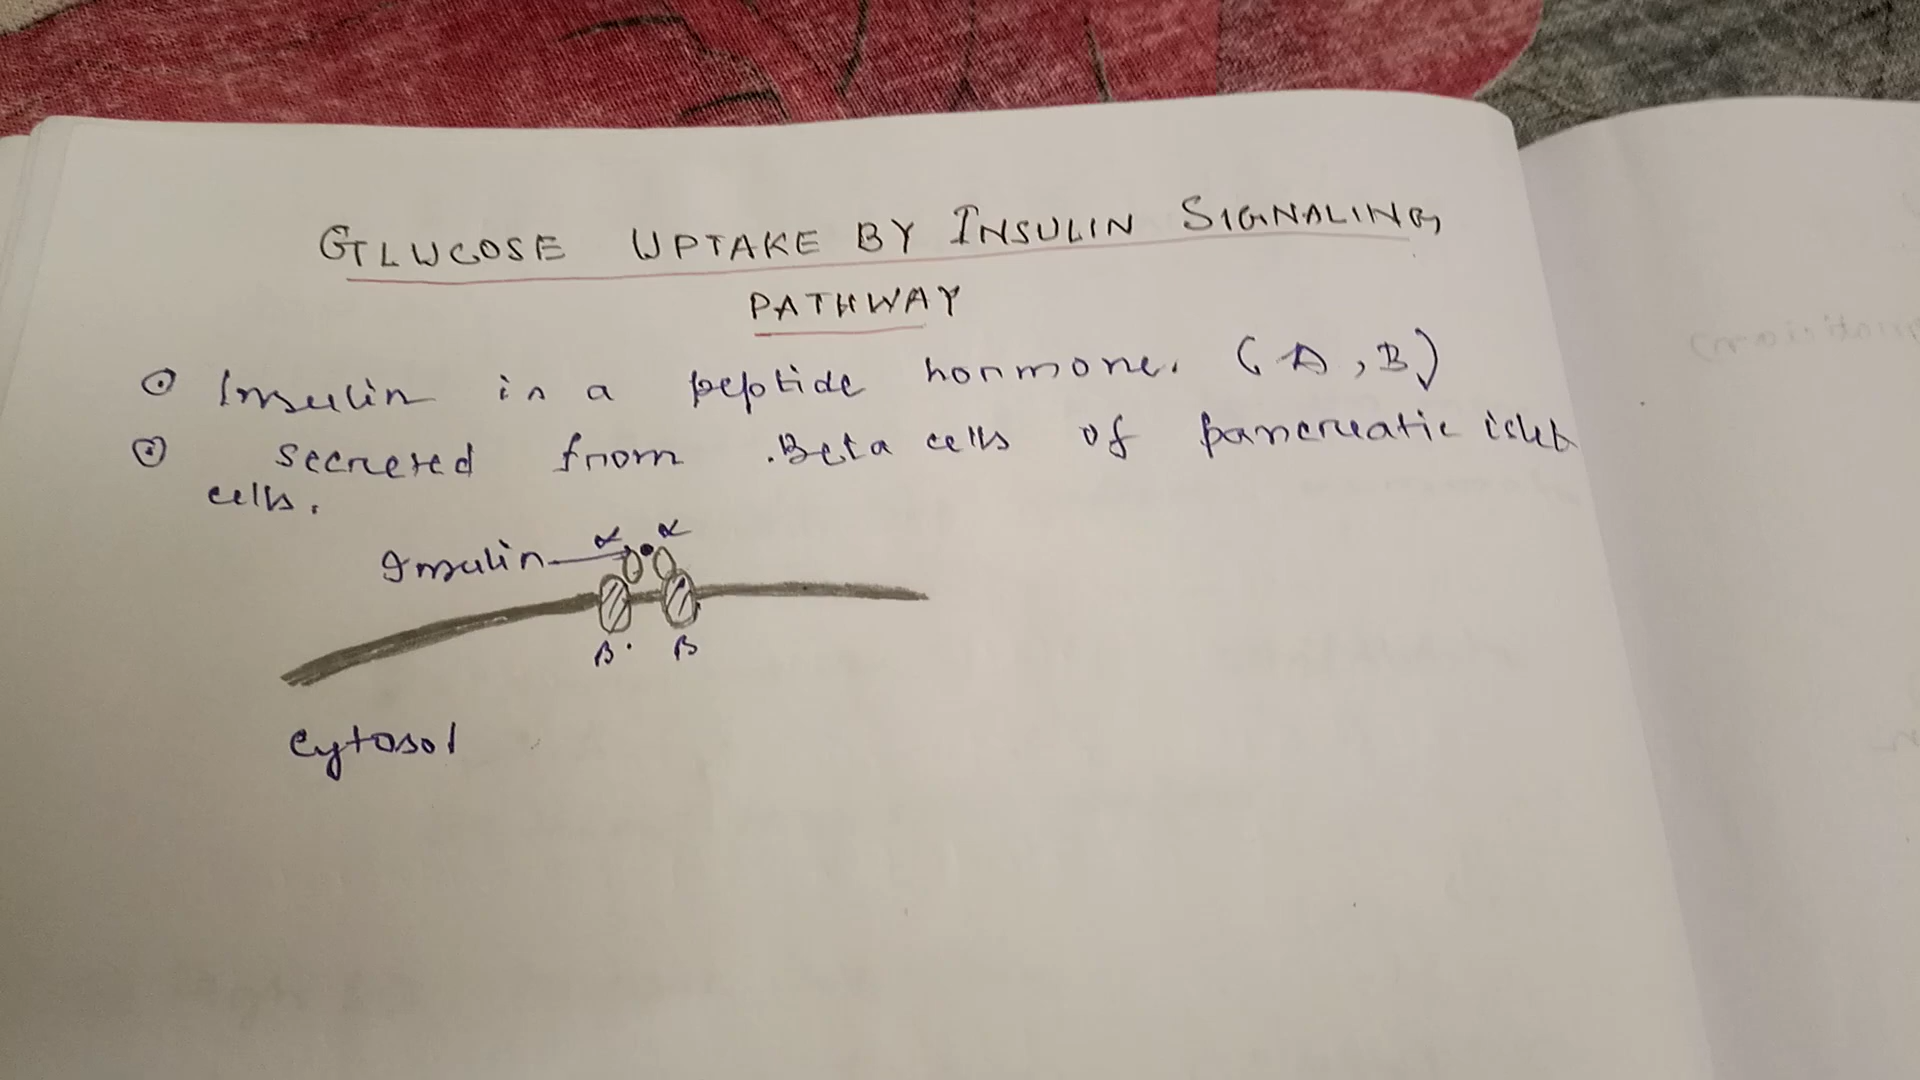 GLUCOSE UPTAKE BY INSULIN SIGNALING
PATHWAY
Insulin is a peptide hormone. (A, B)
Secreted from Beta cells of pancreatic islet
cells.
α α
Insulin
β β
Cytosol